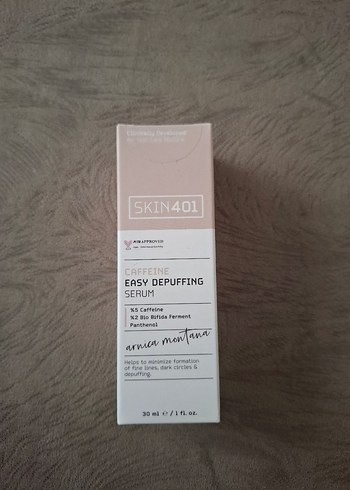 Clinically Developed
SKIN401
CAFFEINE
EASY DEPUFFING
SERUM
%5 Caffeine
%2 Bio Bifida Ferment
Panthenol
arnica montana
Helps to minimize formation
of fine lines, dark circles &
depuffing.
30 ml ℮ / 1 fl. oz.